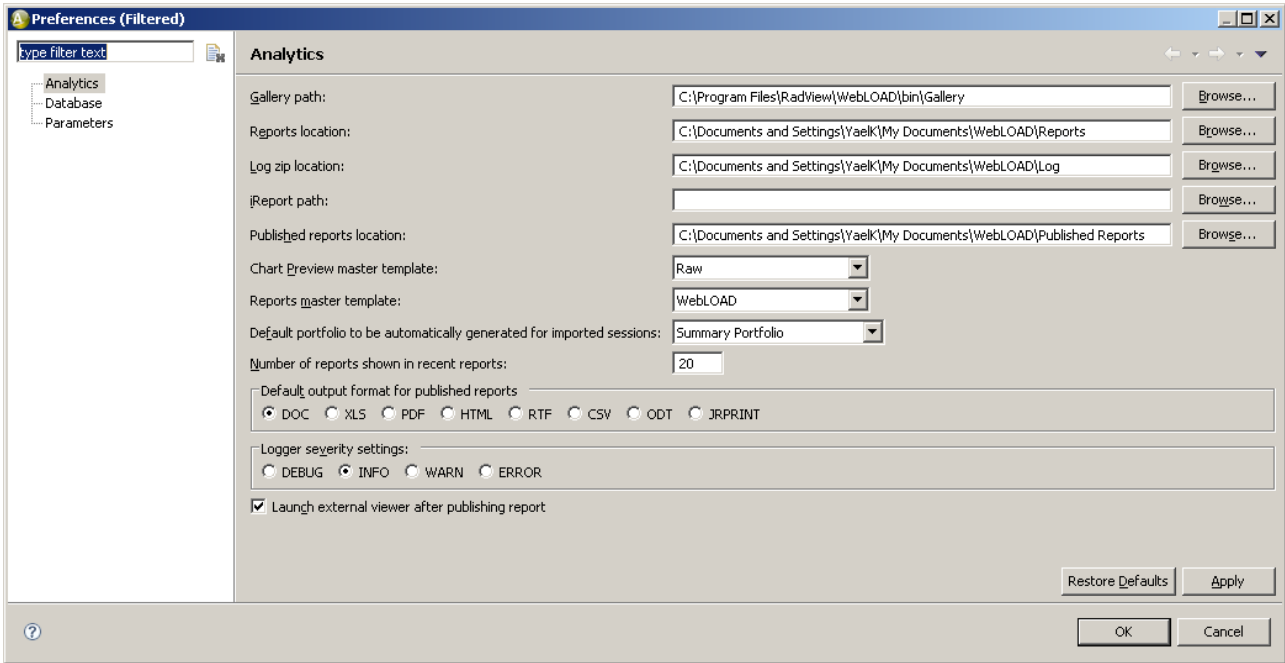 Preferences (Filtered)
type filter text
Analytics
Database
Parameters
Analytics
Gallery path: C:\Program Files\RadView\WebLOAD\bin\Gallery Browse...
Reports location: C:\Documents and Settings\YaelK\My Documents\WebLOAD\Reports Browse...
Log zip location: C:\Documents and Settings\YaelK\My Documents\WebLOAD\Log Browse...
iReport path: Browse...
Published reports location: C:\Documents and Settings\YaelK\My Documents\WebLOAD\Published Reports Browse...
Chart Preview master template: Raw
Reports master template: WebLOAD
Default portfolio to be automatically generated for imported sessions: Summary Portfolio
Number of reports shown in recent reports: 20
Default output format for published reports
DOC XLS PDF HTML RTF CSV ODT JRPRINT
Logger severity settings:
DEBUG INFO WARN ERROR
Launch external viewer after publishing report
Restore Defaults Apply
OK Cancel